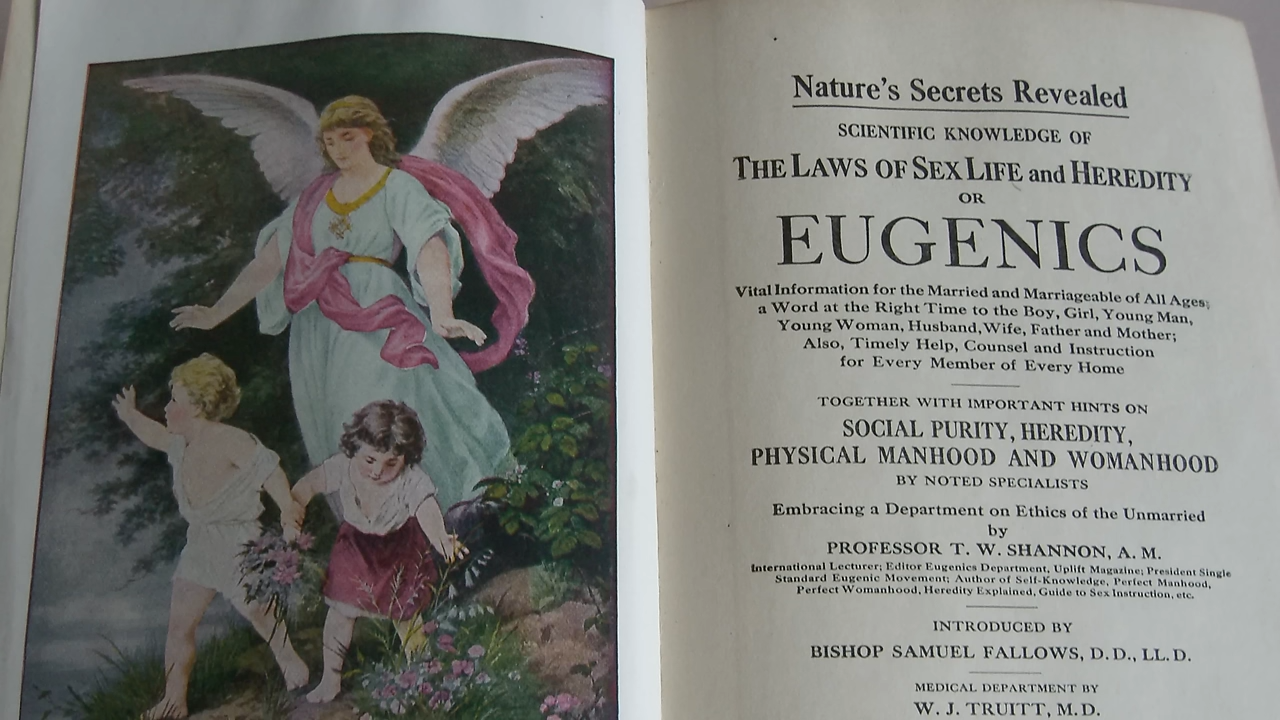 Nature's Secrets Revealed
SCIENTIFIC KNOWLEDGE OF
THE LAWS OF SEX LIFE and HEREDITY
OR
EUGENICS
Vital Information for the Married and Marriageable of All Ages;
a Word at the Right Time to the Boy, Girl, Young Man,
Young Woman, Husband, Wife, Father and Mother;
Also, Timely Help, Counsel and Instruction
for Every Member of Every Home
TOGETHER WITH IMPORTANT HINTS ON
SOCIAL PURITY, HEREDITY,
PHYSICAL MANHOOD AND WOMANHOOD
BY NOTED SPECIALISTS
Embracing a Department on Ethics of the Unmarried
by
PROFESSOR T. W. SHANNON, A. M.
International Lecturer; Editor Eugenics Department, Uplift Magazine; President Single
Standard Eugenic Movement; Author of Self-Knowledge, Perfect Manhood,
Perfect Womanhood, Heredity Explained, Guide to Sex Instruction, etc.
INTRODUCED BY
BISHOP SAMUEL FALLOWS, D. D., LL. D.
MEDICAL DEPARTMENT BY
W. J. TRUITT, M.D.